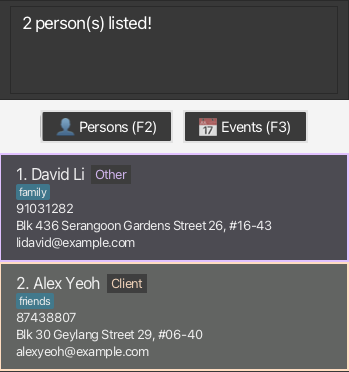 2 person(s) listed!
Persons (F2)
17
Events (F3)
1. David Li Other
family
91031282
Blk 436 Serangoon Gardens Street 26, #16-43
lidavid@example.com
2. Alex Yeoh Client
friends
87438807
Blk 30 Geylang Street 29, #06-40
alexyeoh@example.com